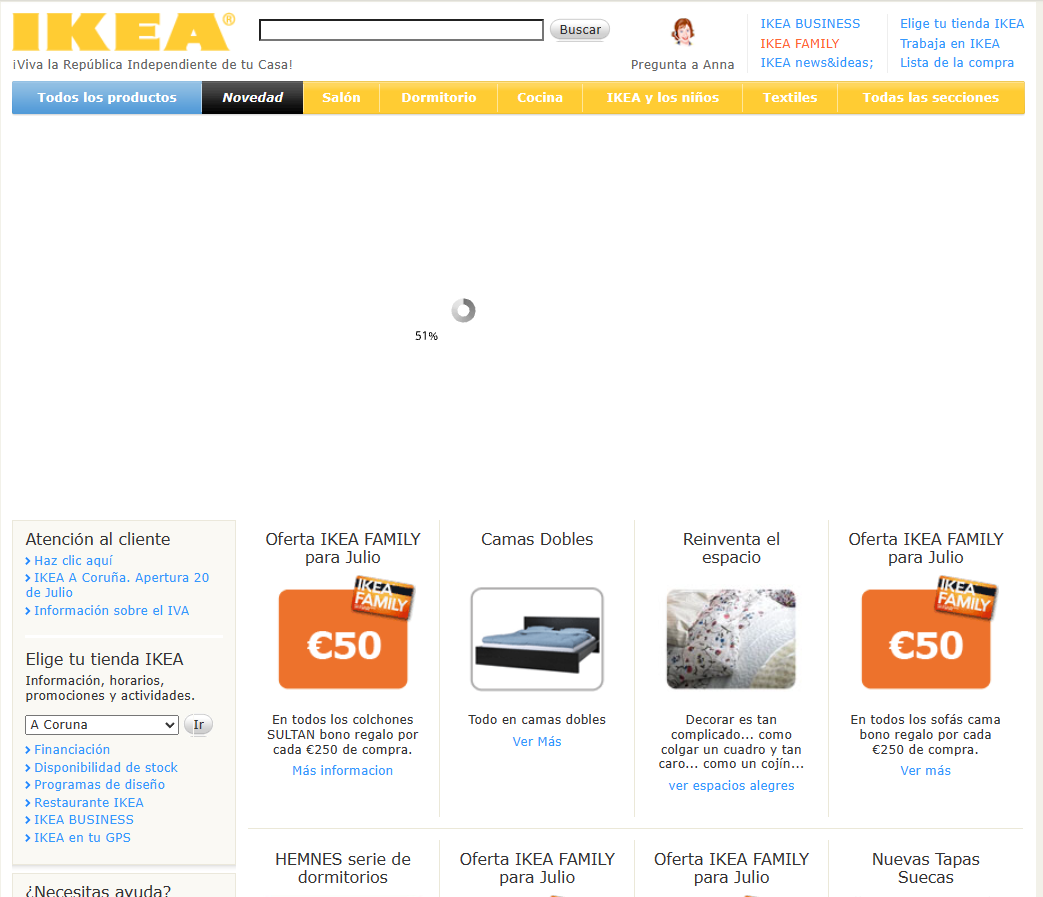 IKEA®
¡Viva la República Independiente de tu Casa!
Buscar
Pregunta a Anna
IKEA BUSINESS
IKEA FAMILY
IKEA news&ideas;
Elige tu tienda IKEA
Trabaja en IKEA
Lista de la compra
Todos los productos
Novedad
Salón
Dormitorio
Cocina
IKEA y los niños
Textiles
Todas las secciones
51%
Atención al cliente
Haz clic aquí
IKEA A Coruña. Apertura 20
de Julio
Información sobre el IVA
Elige tu tienda IKEA
Información, horarios,
promociones y actividades.
A Coruna
Ir
Financiación
Disponibilidad de stock
Programas de diseño
Restaurante IKEA
IKEA BUSINESS
IKEA en tu GPS
¿Necesitas ayuda?
Oferta IKEA FAMILY
para Julio
IKEA
FAMILY
€50
En todos los colchones
SULTAN bono regalo por
cada €250 de compra.
Más informacion
Camas Dobles
Todo en camas dobles
Ver Más
Reinventa el
espacio
Decorar es tan
complicado... como
colgar un cuadro y tan
caro... como un cojín...
ver espacios alegres
Oferta IKEA FAMILY
para Julio
IKEA
FAMILY
€50
En todos los sofás cama
bono regalo por cada
€250 de compra.
Ver más
HEMNES serie de
dormitorios
Oferta IKEA FAMILY
para Julio
Oferta IKEA FAMILY
para Julio
Nuevas Tapas
Suecas